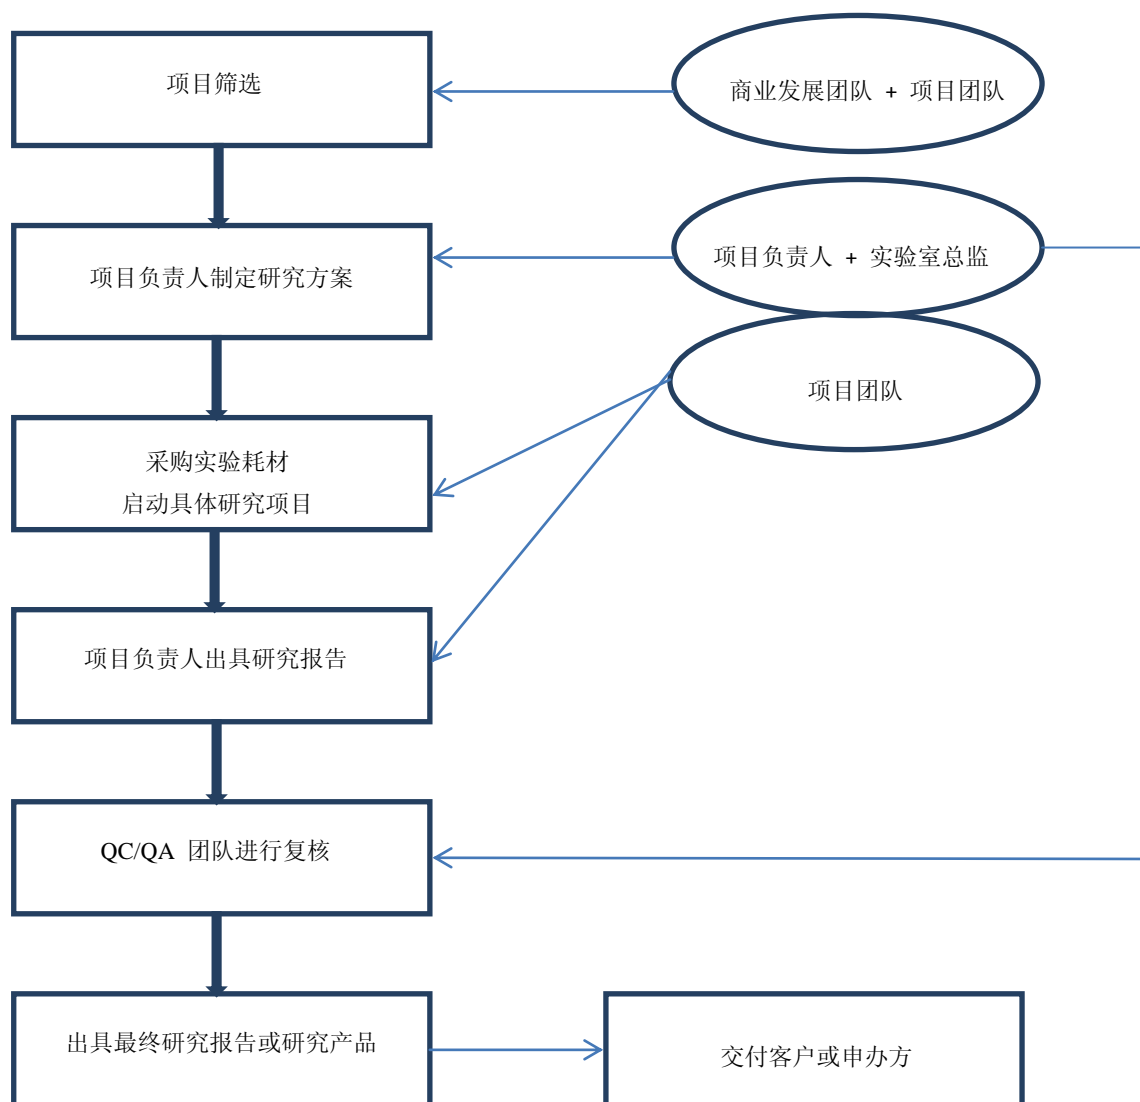 项目筛选
商业发展团队 + 项目团队
项目负责人制定研究方案
项目负责人 + 实验室总监
项目团队
采购实验耗材
启动具体研究项目
项目负责人出具研究报告
QC/QA 团队进行复核
出具最终研究报告或研究产品
交付客户或申办方